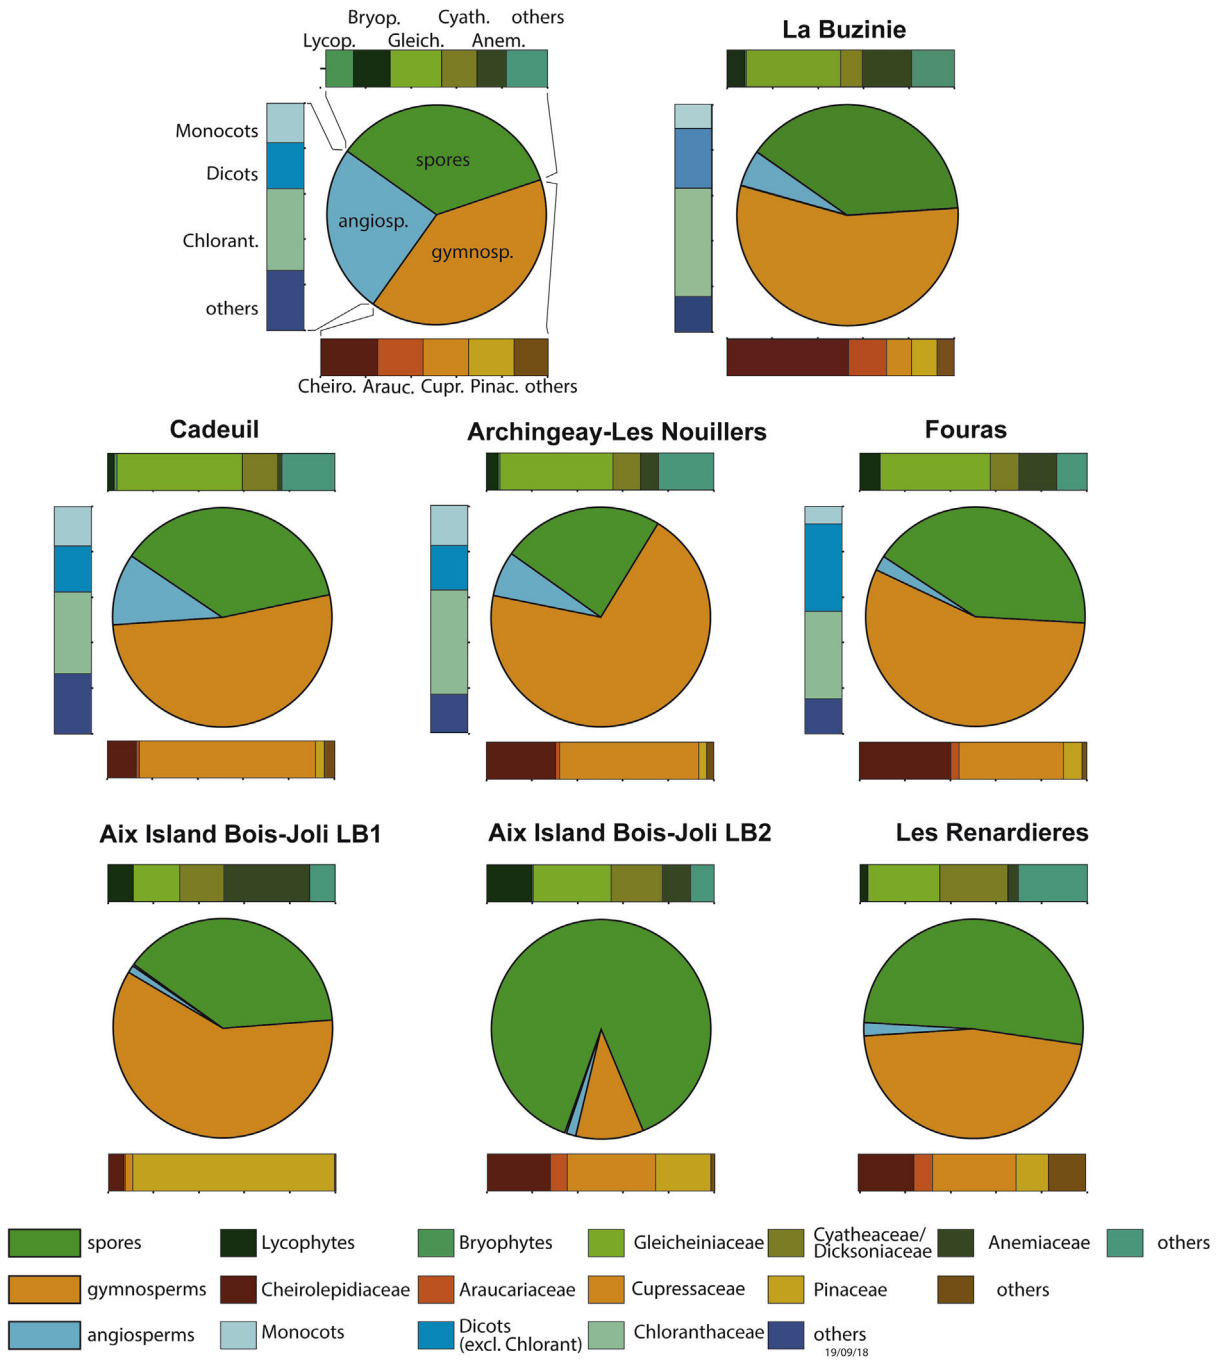 Bryop. Cyath. others
Lycop. Gleich. Anem.
La Buzinie
Monocots
Dicots
Chlorant.
others
spores
angiosp.
gymnosp.
Cheiro. Arauc. Cupr. Pinac. others
Cadeuil
Archingeay-Les Nouillers
Fouras
Aix Island Bois-Joli LB1
Aix Island Bois-Joli LB2
Les Renardieres
spores
Lycophytes
Bryophytes
Gleicheiniaceae
Cyatheaceae/
Dicksoniaceae
Anemiaceae
others
gymnosperms
Cheirolepidiaceae
Araucariaceae
Cupressaceae
Pinaceae
others
angiosperms
Monocots
Dicots
(excl. Chlorant)
Chloranthaceae
others
19/09/18